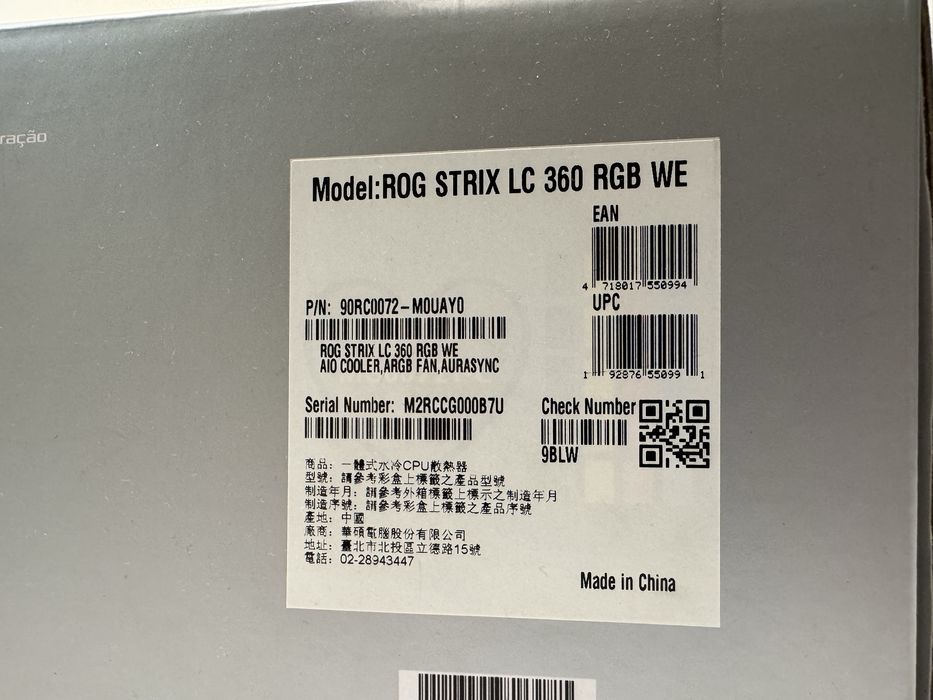 ração
Model:ROG STRIX LC 360 RGB WE
EAN
4 718017 550994
UPC
1 92876 55099 1
P/N: 90RC0072-M0UAY0
ROG STRIX LC 360 RGB WE
AIO COOLER,ARGB FAN,AURASYNC
Serial Number: M2RCCG000B7U
Check Number
9BLW
商品: 一體式水冷CPU散熱器
型號: 請參考彩盒上標籤之產品型號
制造年月: 請參考外箱標籤上標示之制造年月
制造序號: 請參考彩盒上標籤之產品序號
產地: 中國
廠商: 華碩電腦股份有限公司
地址: 臺北市北投區立德路15號
電話: 02-28943447
Made in China